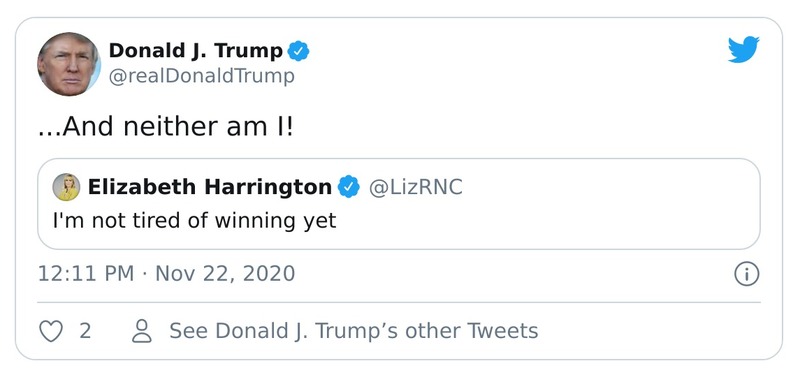 Donald J. Trump
@realDonaldTrump
...And neither am I!
Elizabeth Harrington @LizRNC
I'm not tired of winning yet
12:11 PM · Nov 22, 2020
2 See Donald J. Trump’s other Tweets